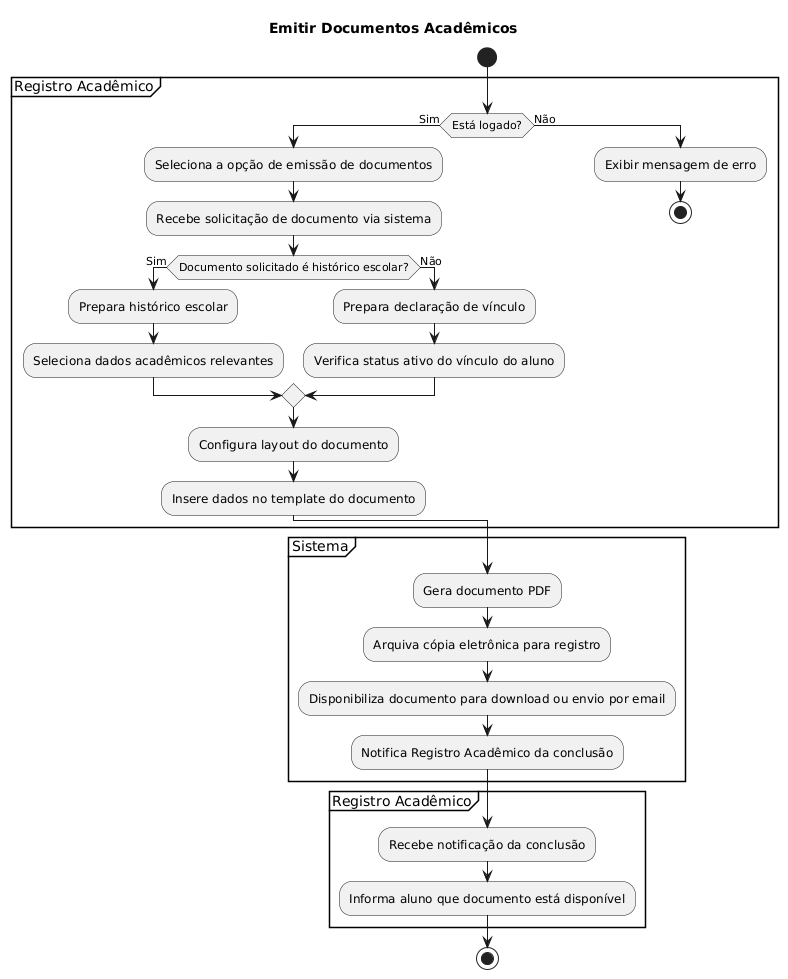 Emitir Documentos Acadêmicos
Registro Acadêmico
Está logado?
Sim
Não
Seleciona a opção de emissão de documentos
Exibir mensagem de erro
Recebe solicitação de documento via sistema
Documento solicitado é histórico escolar?
Sim
Não
Prepara histórico escolar
Prepara declaração de vínculo
Seleciona dados acadêmicos relevantes
Verifica status ativo do vínculo do aluno
Configura layout do documento
Insere dados no template do documento
Sistema
Gera documento PDF
Arquiva cópia eletrônica para registro
Disponibiliza documento para download ou envio por email
Notifica Registro Acadêmico da conclusão
Registro Acadêmico
Recebe notificação da conclusão
Informa aluno que documento está disponível